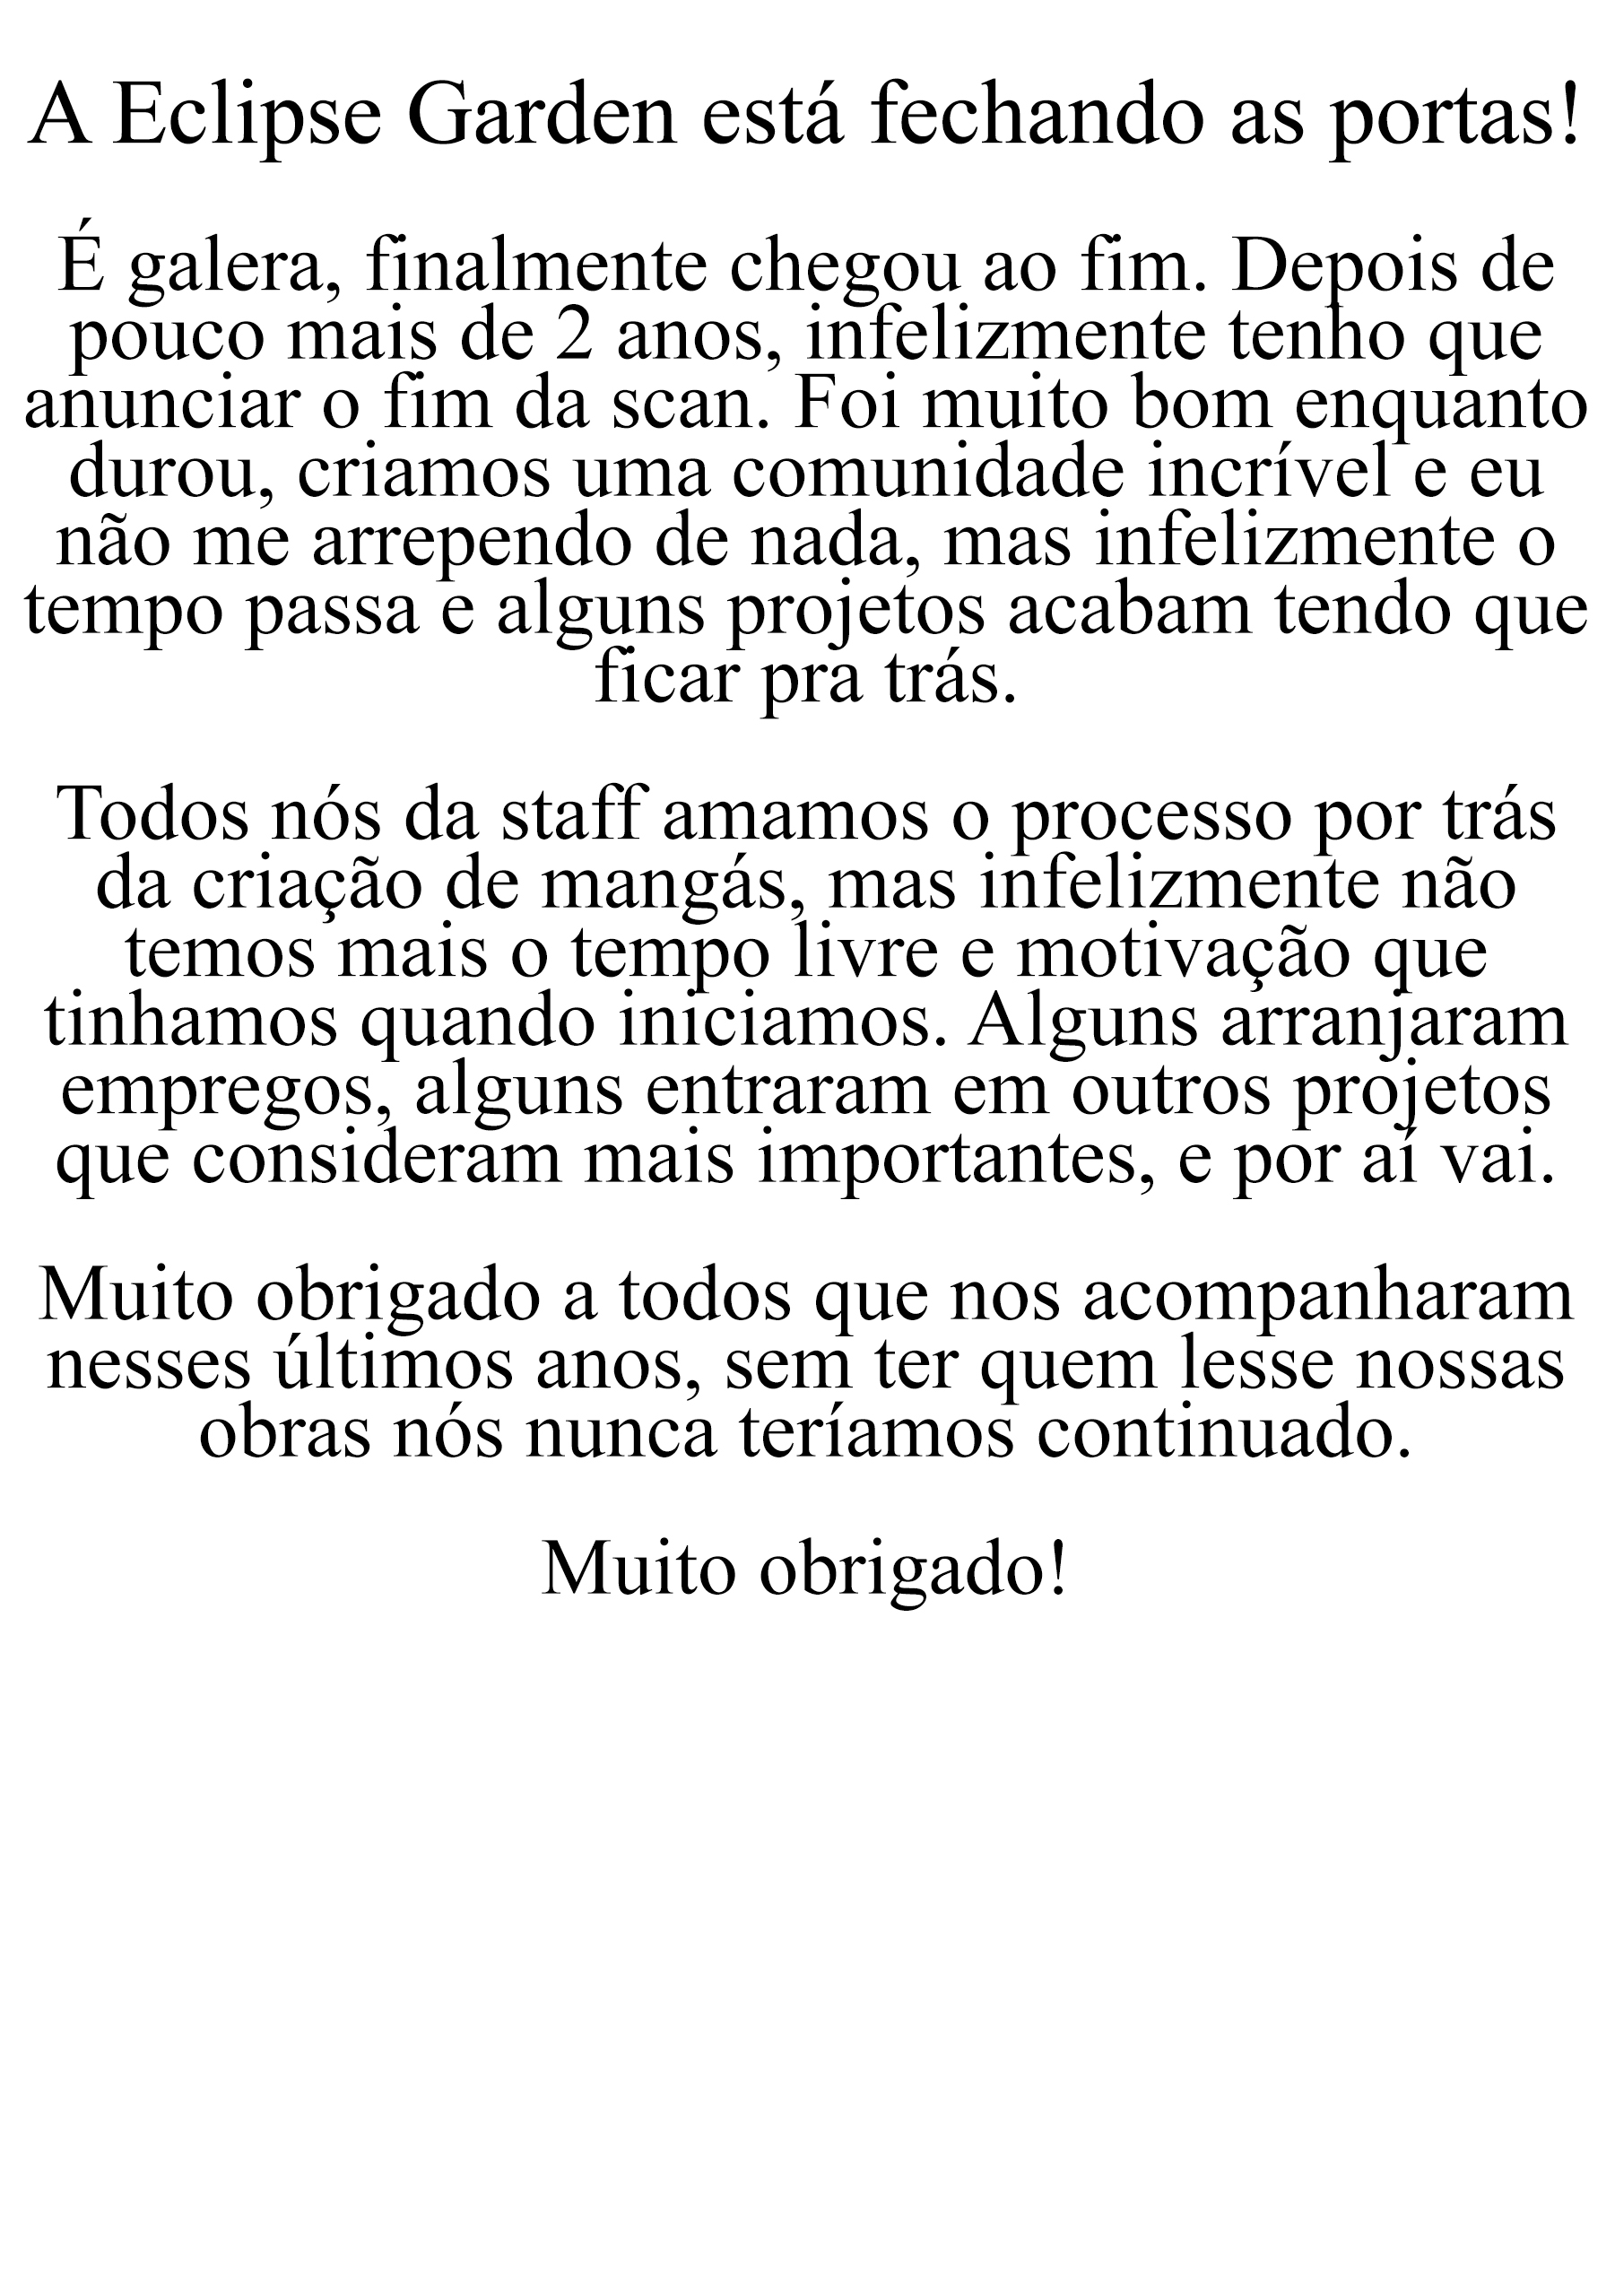 A Eclipse Garden está fechando as portas!
É galera, finalmente chegou ao fim. Depois de
pouco mais de 2 anos, infelizmente tenho que
anunciar o fim da scan. Foi muito bom enquanto
durou, criamos uma comunidade incrível e eu
não me arrependo de nada, mas infelizmente o
tempo passa e alguns projetos acabam tendo que
ficar pra trás.
Todos nós da staff amamos o processo por trás
da criação de mangás, mas infelizmente não
temos mais o tempo livre e motivação que
tinhamos quando iniciamos. Alguns arranjaram
empregos, alguns entraram em outros projetos
que consideram mais importantes, e por aí vai.
Muito obrigado a todos que nos acompanharam
nesses últimos anos, sem ter quem lesse nossas
obras nós nunca teríamos continuado.
Muito obrigado!